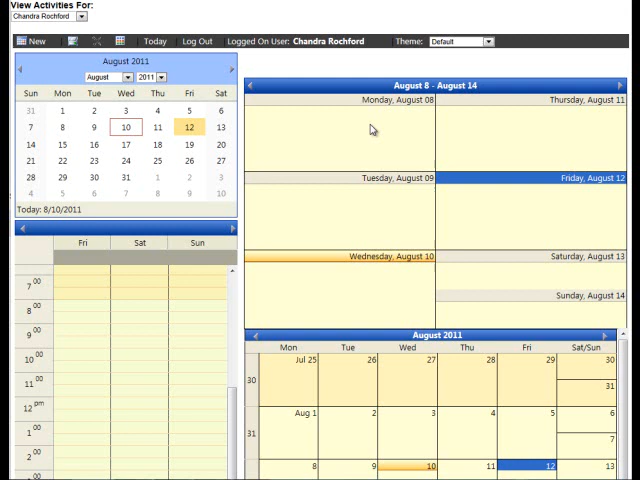 View Activities For:
Chandra Rochford
New Today Log Out Logged On User: Chandra Rochford Theme: Default
August 2011
August 2011
Sun Mon Tue Wed Thu Fri Sat
31 1 2 3 4 5 6
7 8 9 10 11 12 13
14 15 16 17 18 19 20
21 22 23 24 25 26 27
28 29 30 31 1 2 3
4 5 6 7 8 9 10
Today: 8/10/2011
Fri Sat Sun
7 00
8 00
9 00
10 00
11 00
12 pm
1 00
2 00
00
August 8 - August 14
Monday, August 08 Thursday, August 11
Tuesday, August 09 Friday, August 12
Wednesday, August 10 Saturday, August 13
Sunday, August 14
August 2011
Mon Tue Wed Thu Fri Sat/Sun
Jul 25 26 27 28 29 30
30
31
Aug 1 2 3 4 5 6
31
7
8 9 10 11 12 13